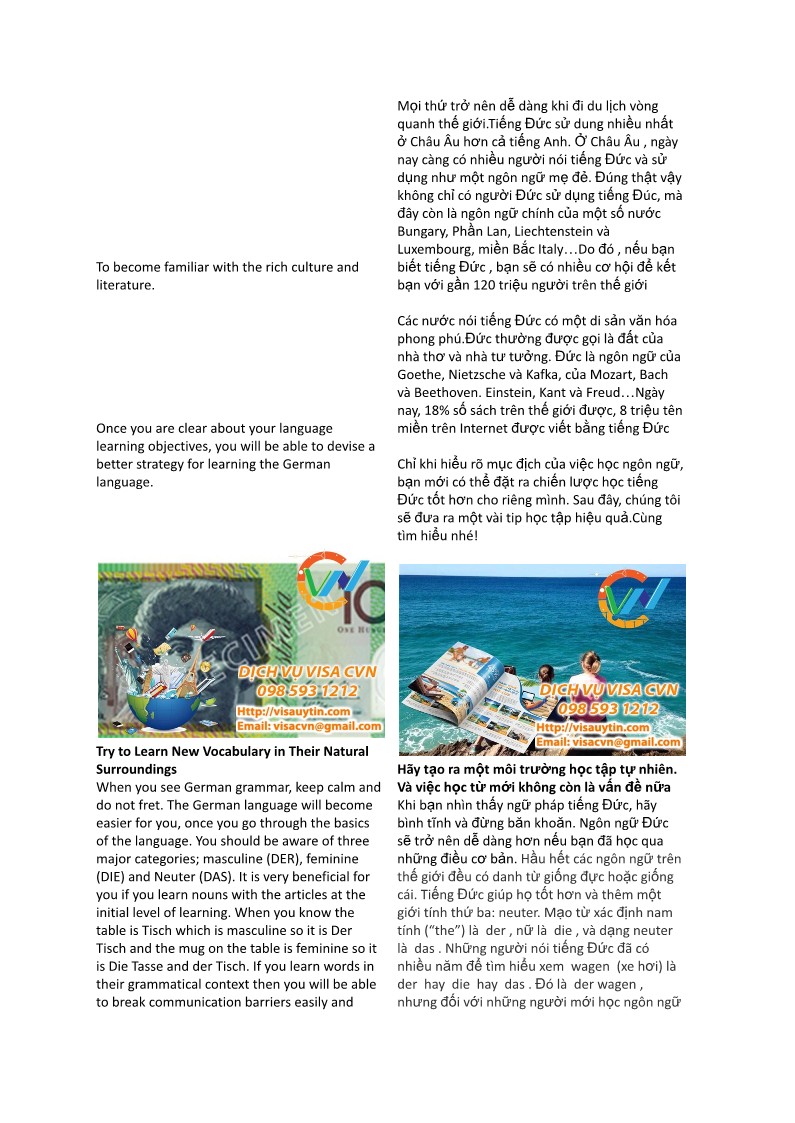 To become familiar with the rich culture and
literature.
Once you are clear about your language
learning objectives, you will be able to devise a
better strategy for learning the German
language.
DỊCH VỤ VISA CVN
098 593 1212
Http://visauytin.com
Email: visacvn@gmail.com
Try to Learn New Vocabulary in Their Natural
Surroundings
When you see German grammar, keep calm and
do not fret. The German language will become
easier for you, once you go through the basics
of the language. You should be aware of three
major categories; masculine (DER), feminine
(DIE) and Neuter (DAS). It is very beneficial for
you if you learn nouns with the articles at the
initial level of learning. When you know the
table is Tisch which is masculine so it is Der
Tisch and the mug on the table is feminine so it
is Die Tasse and der Tisch. If you learn words in
their grammatical context then you will be able
to break communication barriers easily and
Mọi thứ trở nên dễ dàng khi đi du lịch vòng
quanh thế giới.Tiếng Đức sử dung nhiều nhất
ở Châu Âu hơn cả tiếng Anh. Ở Châu Âu , ngày
nay càng có nhiều người nói tiếng Đức và sử
dụng như một ngôn ngữ mẹ đẻ. Đúng thật vậy
không chỉ có người Đức sử dụng tiếng Đúc, mà
đây còn là ngôn ngữ chính của một số nước
Bungary, Phần Lan, Liechtenstein và
Luxembourg, miền Bắc Italy…Do đó , nếu bạn
biết tiếng Đức , bạn sẽ có nhiều cơ hội để kết
bạn với gần 120 triệu người trên thế giới
Các nước nói tiếng Đức có một di sản văn hóa
phong phú.Đức thường được gọi là đất của
nhà thơ và nhà tư tưởng. Đức là ngôn ngữ của
Goethe, Nietzsche và Kafka, của Mozart, Bach
và Beethoven. Einstein, Kant và Freud…Ngày
nay, 18% số sách trên thế giới được, 8 triệu tên
miền trên Internet được viết bằng tiếng Đức
Chỉ khi hiểu rõ mục địch của việc học ngôn ngữ,
bạn mới có thể đặt ra chiến lược học tiếng
Đức tốt hơn cho riêng mình. Sau đây, chúng tôi
sẽ đưa ra một vài tip học tập hiệu quả.Cùng
tìm hiểu nhé!
DỊCH VỤ VISA CVN
098 593 1212
Http://visauytin.com
Email: visacvn@gmail.com
Hãy tạo ra một môi trường học tập tự nhiên.
Và việc học từ mới không còn là vấn đề nữa
Khi bạn nhìn thấy ngữ pháp tiếng Đức, hãy
bình tĩnh và đừng băn khoăn. Ngôn ngữ Đức
sẽ trở nên dễ dàng hơn nếu bạn đã học qua
những điều cơ bản. Hầu hết các ngôn ngữ trên
thế giới đều có danh từ giống đực hoặc giống
cái. Tiếng Đức giúp họ tốt hơn và thêm một
giới tính thứ ba: neuter. Mạo từ xác định nam
tính (“the”) là der , nữ là die , và dạng neuter
là das . Những người nói tiếng Đức đã có
nhiều năm để tìm hiểu xem wagen (xe hơi) là
der hay die hay das . Đó là der wagen ,
nhưng đối với những người mới học ngôn ngữ